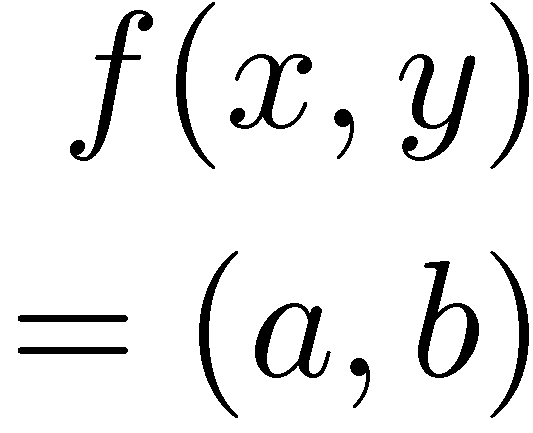 f(x, y)
= (a, b)